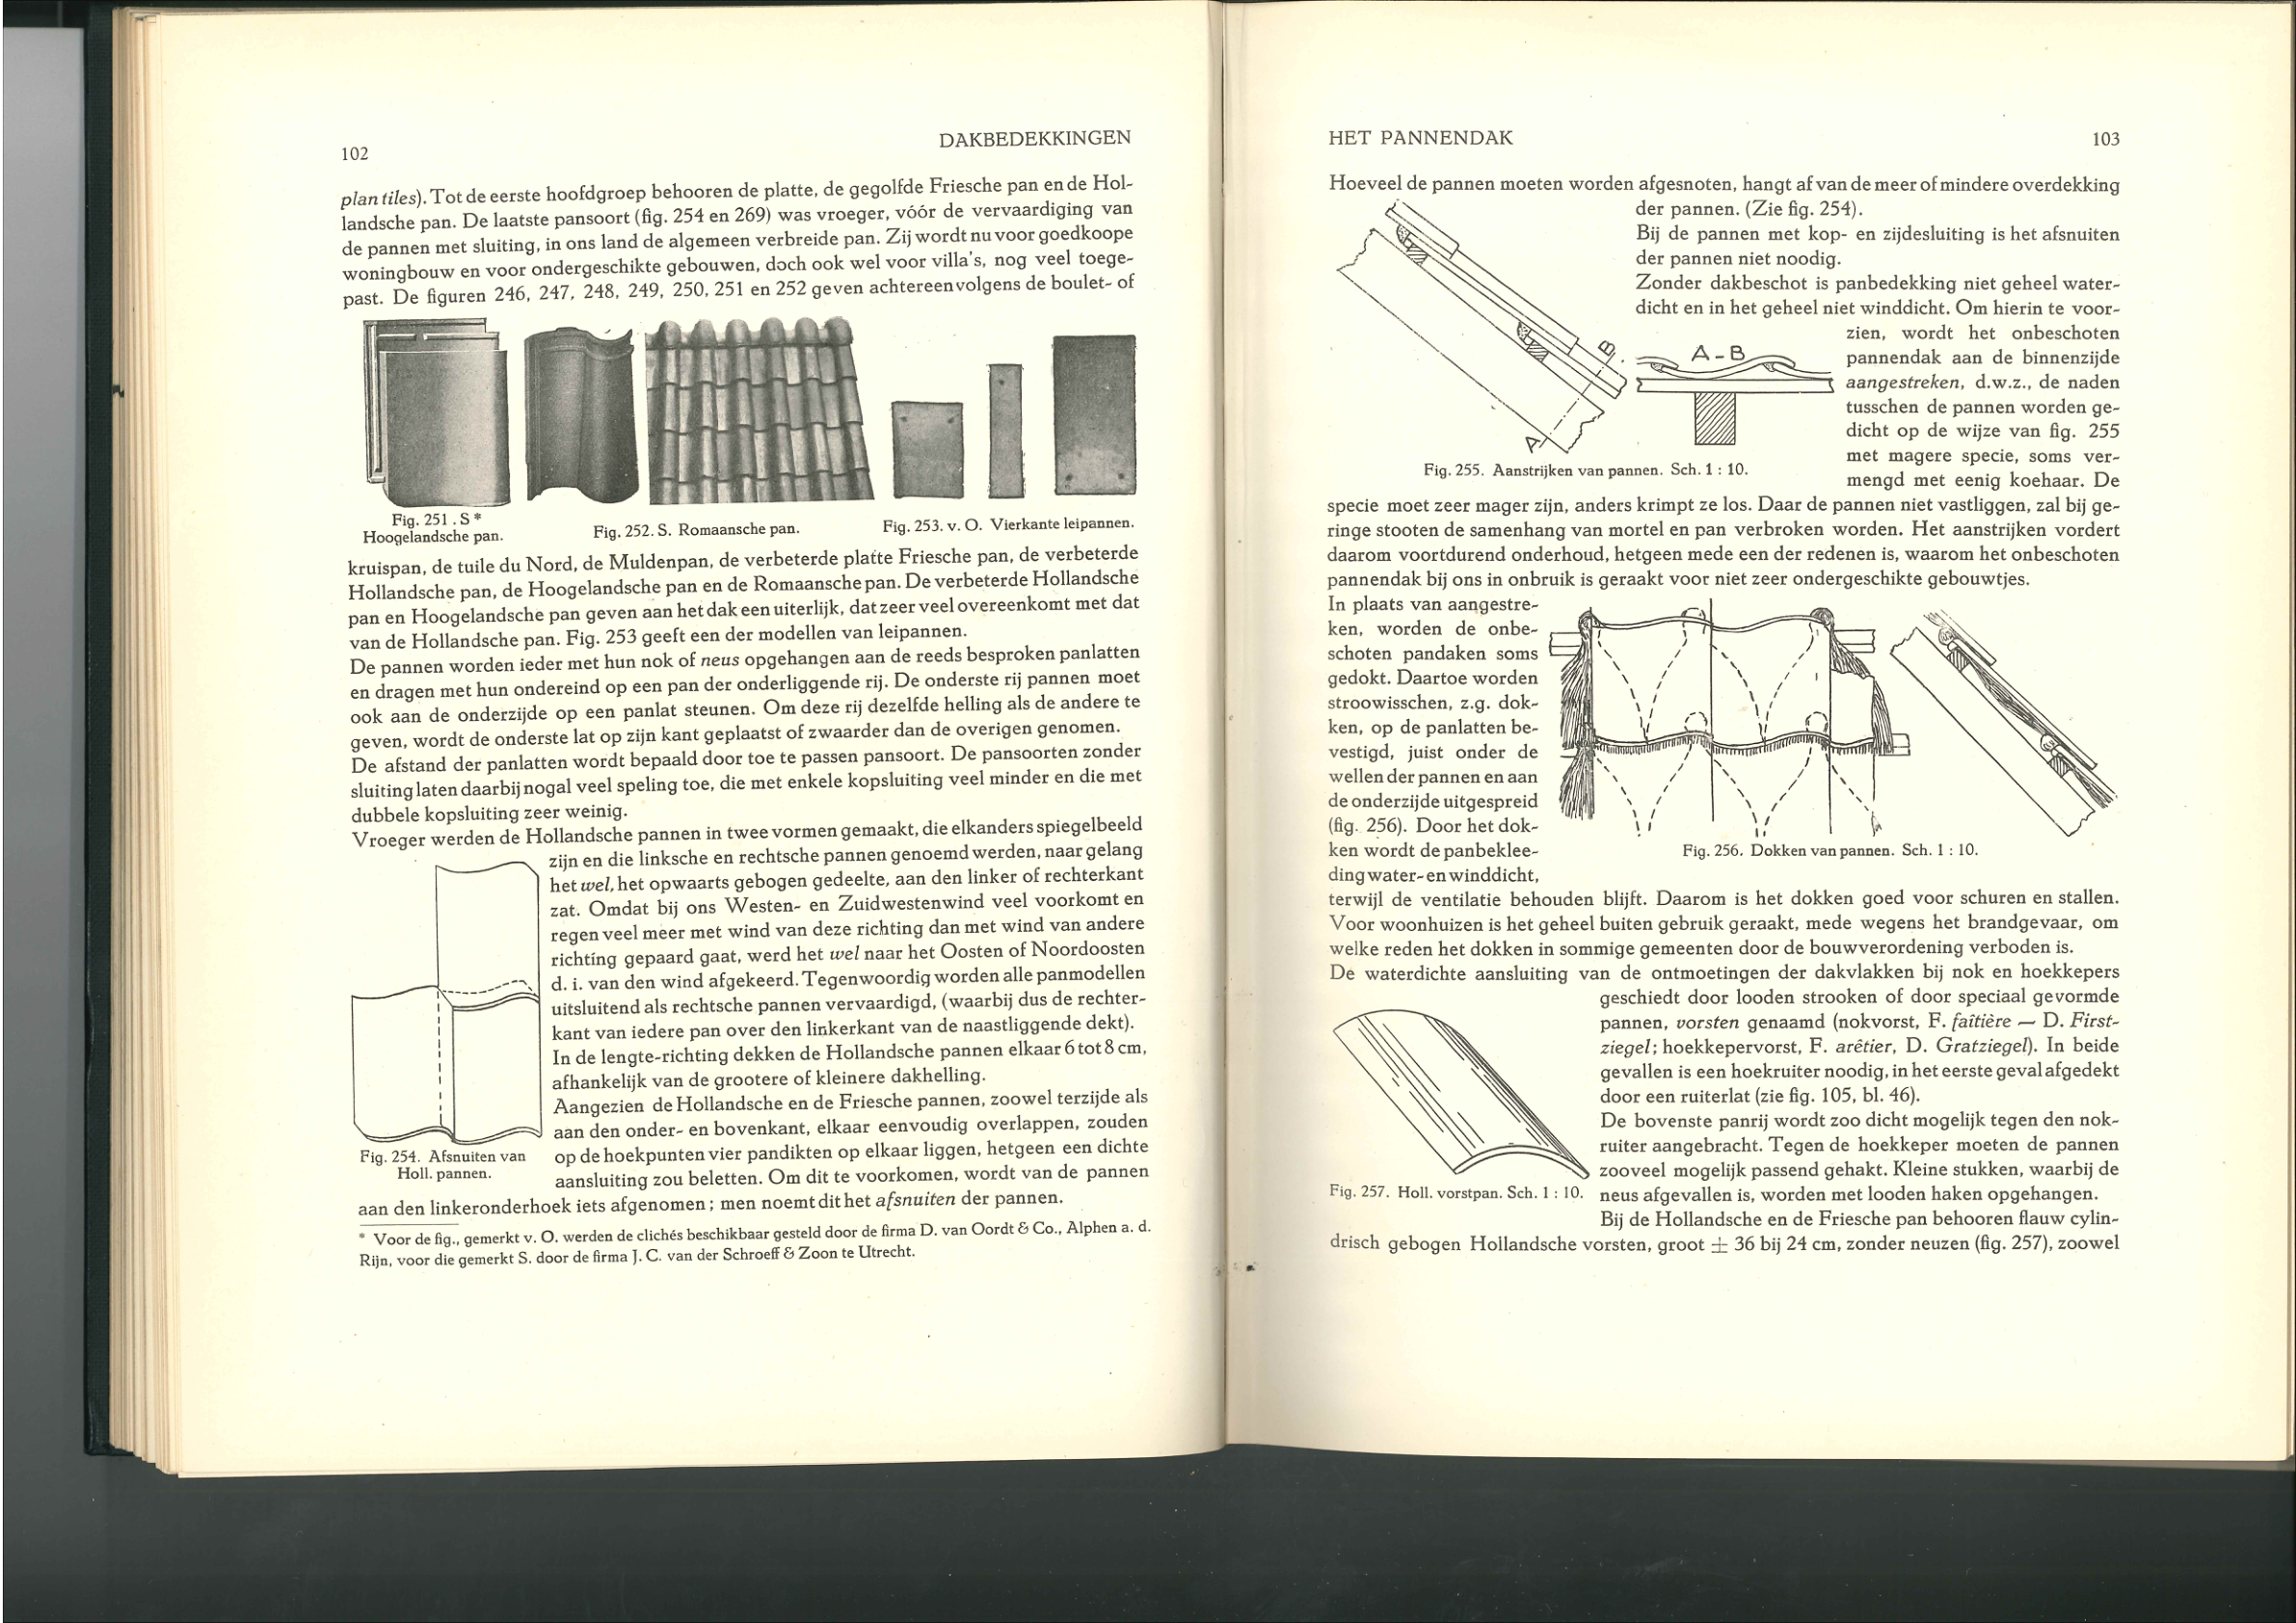 102
DAKBEDEKKINGEN
plan tiles). Tot de eerste hoofdgroep behooren de platte, de gegolfde Friesche pan en de Hol-
landsche pan. De laatste pansoort (fig. 254 en 269) was vroeger, vóór de vervaardiging van
de pannen met sluiting, in ons land de algemeen verbreide pan. Zij wordt nu voor goedkoope
woningbouw en voor ondergeschikte gebouwen, doch ook wel voor villa's, nog veel toege-
past. De figuren 246, 247, 248, 249, 250, 251 en 252 geven achtereenvolgens de boulet- of
Fig. 251 . S *
Hoogelandsche pan.
Fig. 252. S. Romaansche pan.
Fig. 253. v. O. Vierkante leipannen.
kruispan, de tuile du Nord, de Muldenpan, de verbeterde platte Friesche pan, de verbeterde
Hollandsche pan, de Hoogelandsche pan en de Romaansche pan. De verbeterde Hollandsche
pan en Hoogelandsche pan geven aan het dak een uiterlijk, dat zeer veel overeenkomt met dat
van de Hollandsche pan. Fig. 253 geeft een der modellen van leipannen.
De pannen worden ieder met hun nok of neus opgehangen aan de reeds besproken panlatten
en dragen met hun ondereind op een pan der onderliggende rij. De onderste rij pannen moet
ook aan de onderzijde op een panlat steunen. Om deze rij dezelfde helling als de andere te
geven, wordt de onderste lat op zijn kant geplaatst of zwaarder dan de overigen genomen.
De afstand der panlatten wordt bepaald door toe te passen pansoort. De pansoorten zonder
sluiting laten daarbij nogal veel speling toe, die met enkele kopsluiting veel minder en die met
dubbele kopsluiting zeer weinig.
Vroeger werden de Hollandsche pannen in twee vormen gemaakt, die elkanders spiegelbeeld
zijn en die linksche en rechtsche pannen genoemd werden, naar gelang
het wel, het opwaarts gebogen gedeelte, aan den linker of rechterkant
zat. Omdat bij ons Westen- en Zuidwestenwind veel voorkomt en
regen veel meer met wind van deze richting dan met wind van andere
richting gepaard gaat, werd het wel naar het Oosten of Noordoosten
d. i. van den wind afgekeerd. Tegenwoordig worden alle panmodellen
uitsluitend als rechtsche pannen vervaardigd, (waarbij dus de rechter-
kant van iedere pan over den linkerkant van de naastliggende dekt).
In de lengte-richting dekken de Hollandsche pannen elkaar 6 tot 8 cm,
afhankelijk van de grootere of kleinere dakhelling.
Aangezien de Hollandsche en de Friesche pannen, zoowel terzijde als
aan den onder- en bovenkant, elkaar eenvoudig overlappen, zouden
op de hoekpunten vier pandikten op elkaar liggen, hetgeen een dichte
aansluiting zou beletten. Om dit te voorkomen, wordt van de pannen
Fig. 254. Afsnuiten van
Holl. pannen.
aan den linkeronderhoek iets afgenomen; men noemt dit het afsnuiten der pannen.
* Voor de fig., gemerkt v. O. werden de clichés beschikbaar gesteld door de firma D. van Oordt & Co., Alphen a. d.
Rijn, voor die gemerkt S. door de firma J. C. van der Schroeff & Zoon te Utrecht.
HET PANNENDAK
103
Hoeveel de pannen moeten worden afgesnoten, hangt af van de meer of mindere overdekking
der pannen. (Zie fig. 254).
Bij de pannen met kop- en zijdesluiting is het afsnuiten
der pannen niet noodig.
Zonder dakbeschot is panbedekking niet geheel water-
dicht en in het geheel niet winddicht. Om hierin te voor-
zien, wordt het onbeschoten
pannendak aan de binnenzijde
aangestreken, d.w.z., de naden
tusschen de pannen worden ge-
dicht op de wijze van fig. 255
met magere specie, soms ver-
mengd met eenig koehaar. De
A
B
A - B
Fig. 255. Aanstrijken van pannen. Sch. 1 : 10.
specie moet zeer mager zijn, anders krimpt ze los. Daar de pannen niet vastliggen, zal bij ge-
ringe stooten de samenhang van mortel en pan verbroken worden. Het aanstrijken vordert
daarom voortdurend onderhoud, hetgeen mede een der redenen is, waarom het onbeschoten
pannendak bij ons in onbruik is geraakt voor niet zeer ondergeschikte gebouwtjes.
In plaats van aangestre-
ken, worden de onbe-
schoten pandaken soms
gedokt. Daartoe worden
stroowisschen, z.g. dok-
ken, op de panlatten be-
vestigd, juist onder de
wellen der pannen en aan
de onderzijde uitgespreid
(fig. 256). Door het dok-
ken wordt de panbeklee-
ding water- en winddicht,
Fig. 256. Dokken van pannen. Sch. 1 : 10.
terwijl de ventilatie behouden blijft. Daarom is het dokken goed voor schuren en stallen.
Voor woonhuizen is het geheel buiten gebruik geraakt, mede wegens het brandgevaar, om
welke reden het dokken in sommige gemeenten door de bouwverordening verboden is.
De waterdichte aansluiting van de ontmoetingen der dakvlakken bij nok en hoekkepers
geschiedt door looden strooken of door speciaal gevormde
pannen, vorsten genaamd (nokvorst, F. faîtière — D. First-
ziegel; hoekkepervorst, F. arêtier, D. Gratziegel). In beide
gevallen is een hoekruiter noodig, in het eerste geval afgedekt
door een ruiterlat (zie fig. 105, bl. 46).
De bovenste panrij wordt zoo dicht mogelijk tegen den nok-
ruiter aangebracht. Tegen de hoekkeper moeten de pannen
zooveel mogelijk passend gehakt. Kleine stukken, waarbij de
neus afgevallen is, worden met looden haken opgehangen.
Bij de Hollandsche en de Friesche pan behooren flauw cylin-
Fig. 257. Holl. vorstpan. Sch. 1 : 10.
drisch gebogen Hollandsche vorsten, groot ± 36 bij 24 cm, zonder neuzen (fig. 257), zoowel